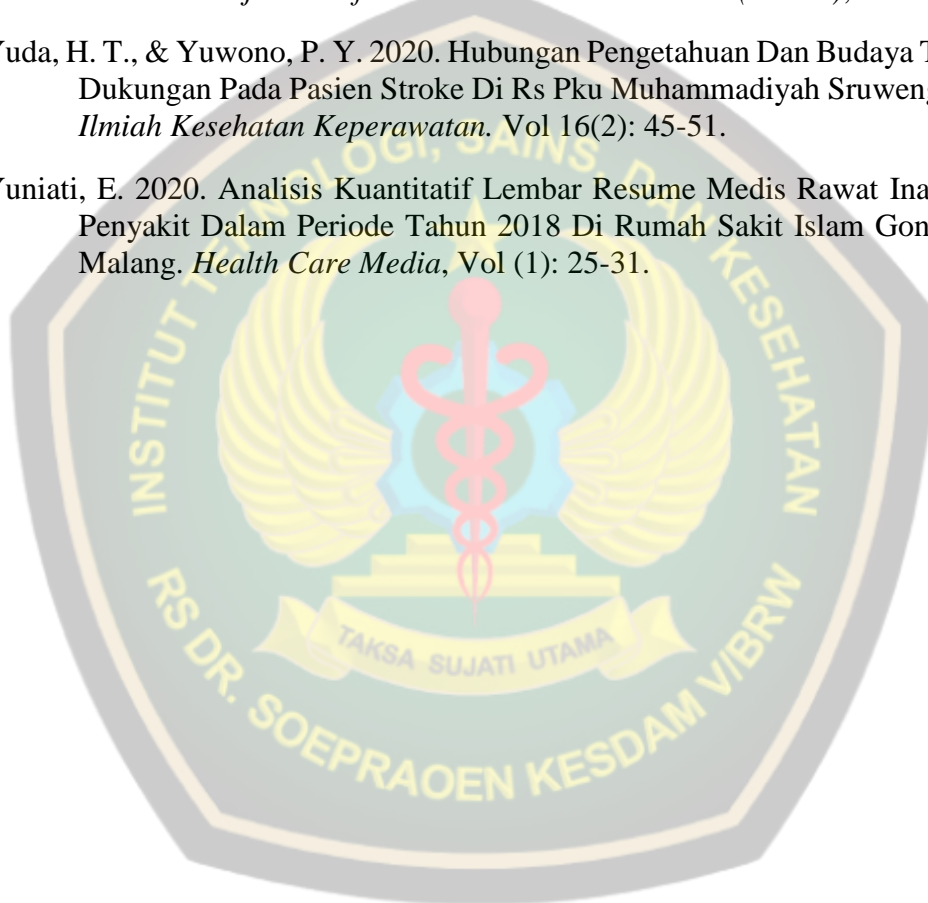 Yuda, H. T., & Yuwono, P. Y. 2020. Hubungan Pengetahuan Dan Budaya
Dukungan Pada Pasien Stroke Di Rs Pku Muhammadiyah
Ilmiah Kesehatan Keperawatan. Vol 16(2): 45-51.
Yuniati, E. 2020. Analisis Kuantitatif Lembar Resume Medis Rawat
Penyakit Dalam Periode Tahun 2018 Di Rumah Sakit Islam
Malang. Health Care Media, Vol (1): 25-31.
INSTITUT TEKNOLOGI, SAINS, DAN KESEHATAN
TAKSA SUJATI UTAMA
RS DR. SOEPRAOEN KESDAM V/BRW